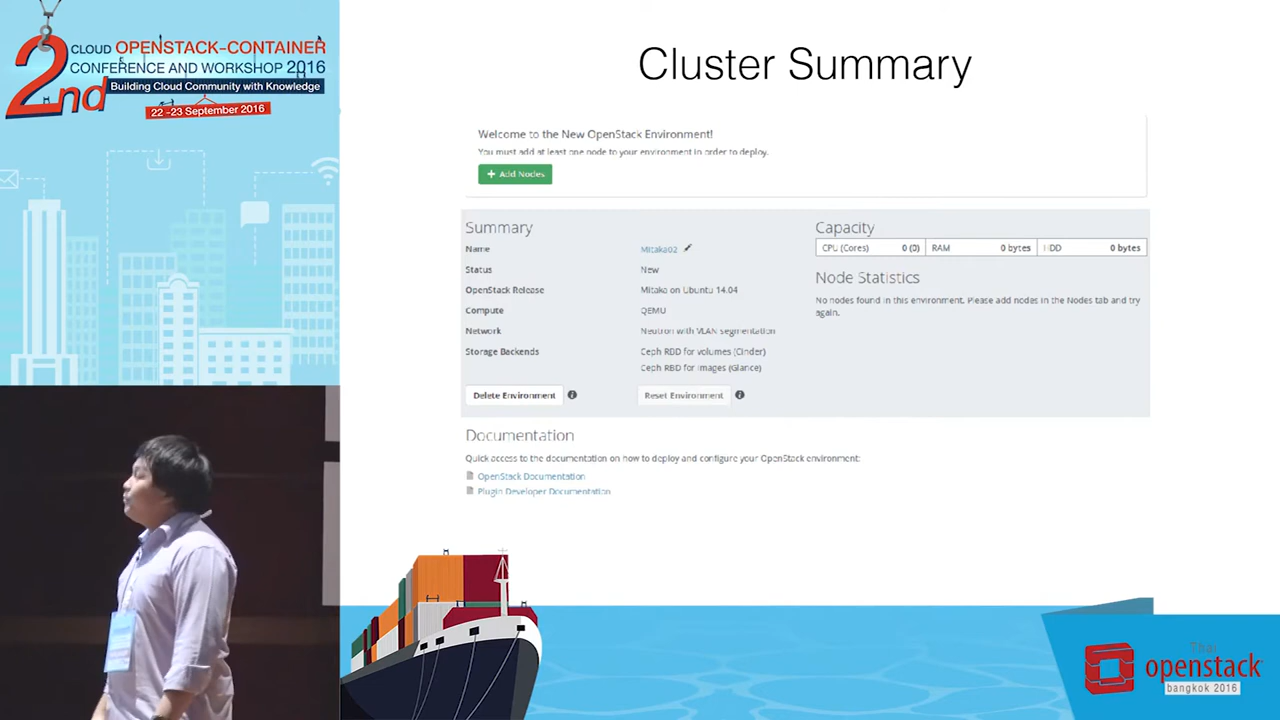 2nd
CLOUD OPENSTACK-CONTAINER
CONFERENCE AND WORKSHOP 2016
Building Cloud Community with Knowledge
22 -23 September 2016
Cluster Summary
Welcome to the New OpenStack Environment!
You must add at least one node to your environment in order to deploy.
+ Add Nodes
Summary
Name Mitaka02
Status New
OpenStack Release Mitaka on Ubuntu 14.04
Compute QEMU
Network Neutron with VLAN segmentation
Storage Backends Ceph RBD for volumes (Cinder)
Ceph RBD for images (Glance)
Delete Environment Reset Environment
Capacity
CPU (Cores) 0 (0) RAM 0 bytes HDD 0 bytes
Node Statistics
No nodes found in this environment. Please add nodes in the Nodes tab and try
again.
Documentation
Quick access to the documentation on how to deploy and configure your OpenStack environment:
OpenStack Documentation
Plugin Developer Documentation
Thai
openstack
bangkok 2016